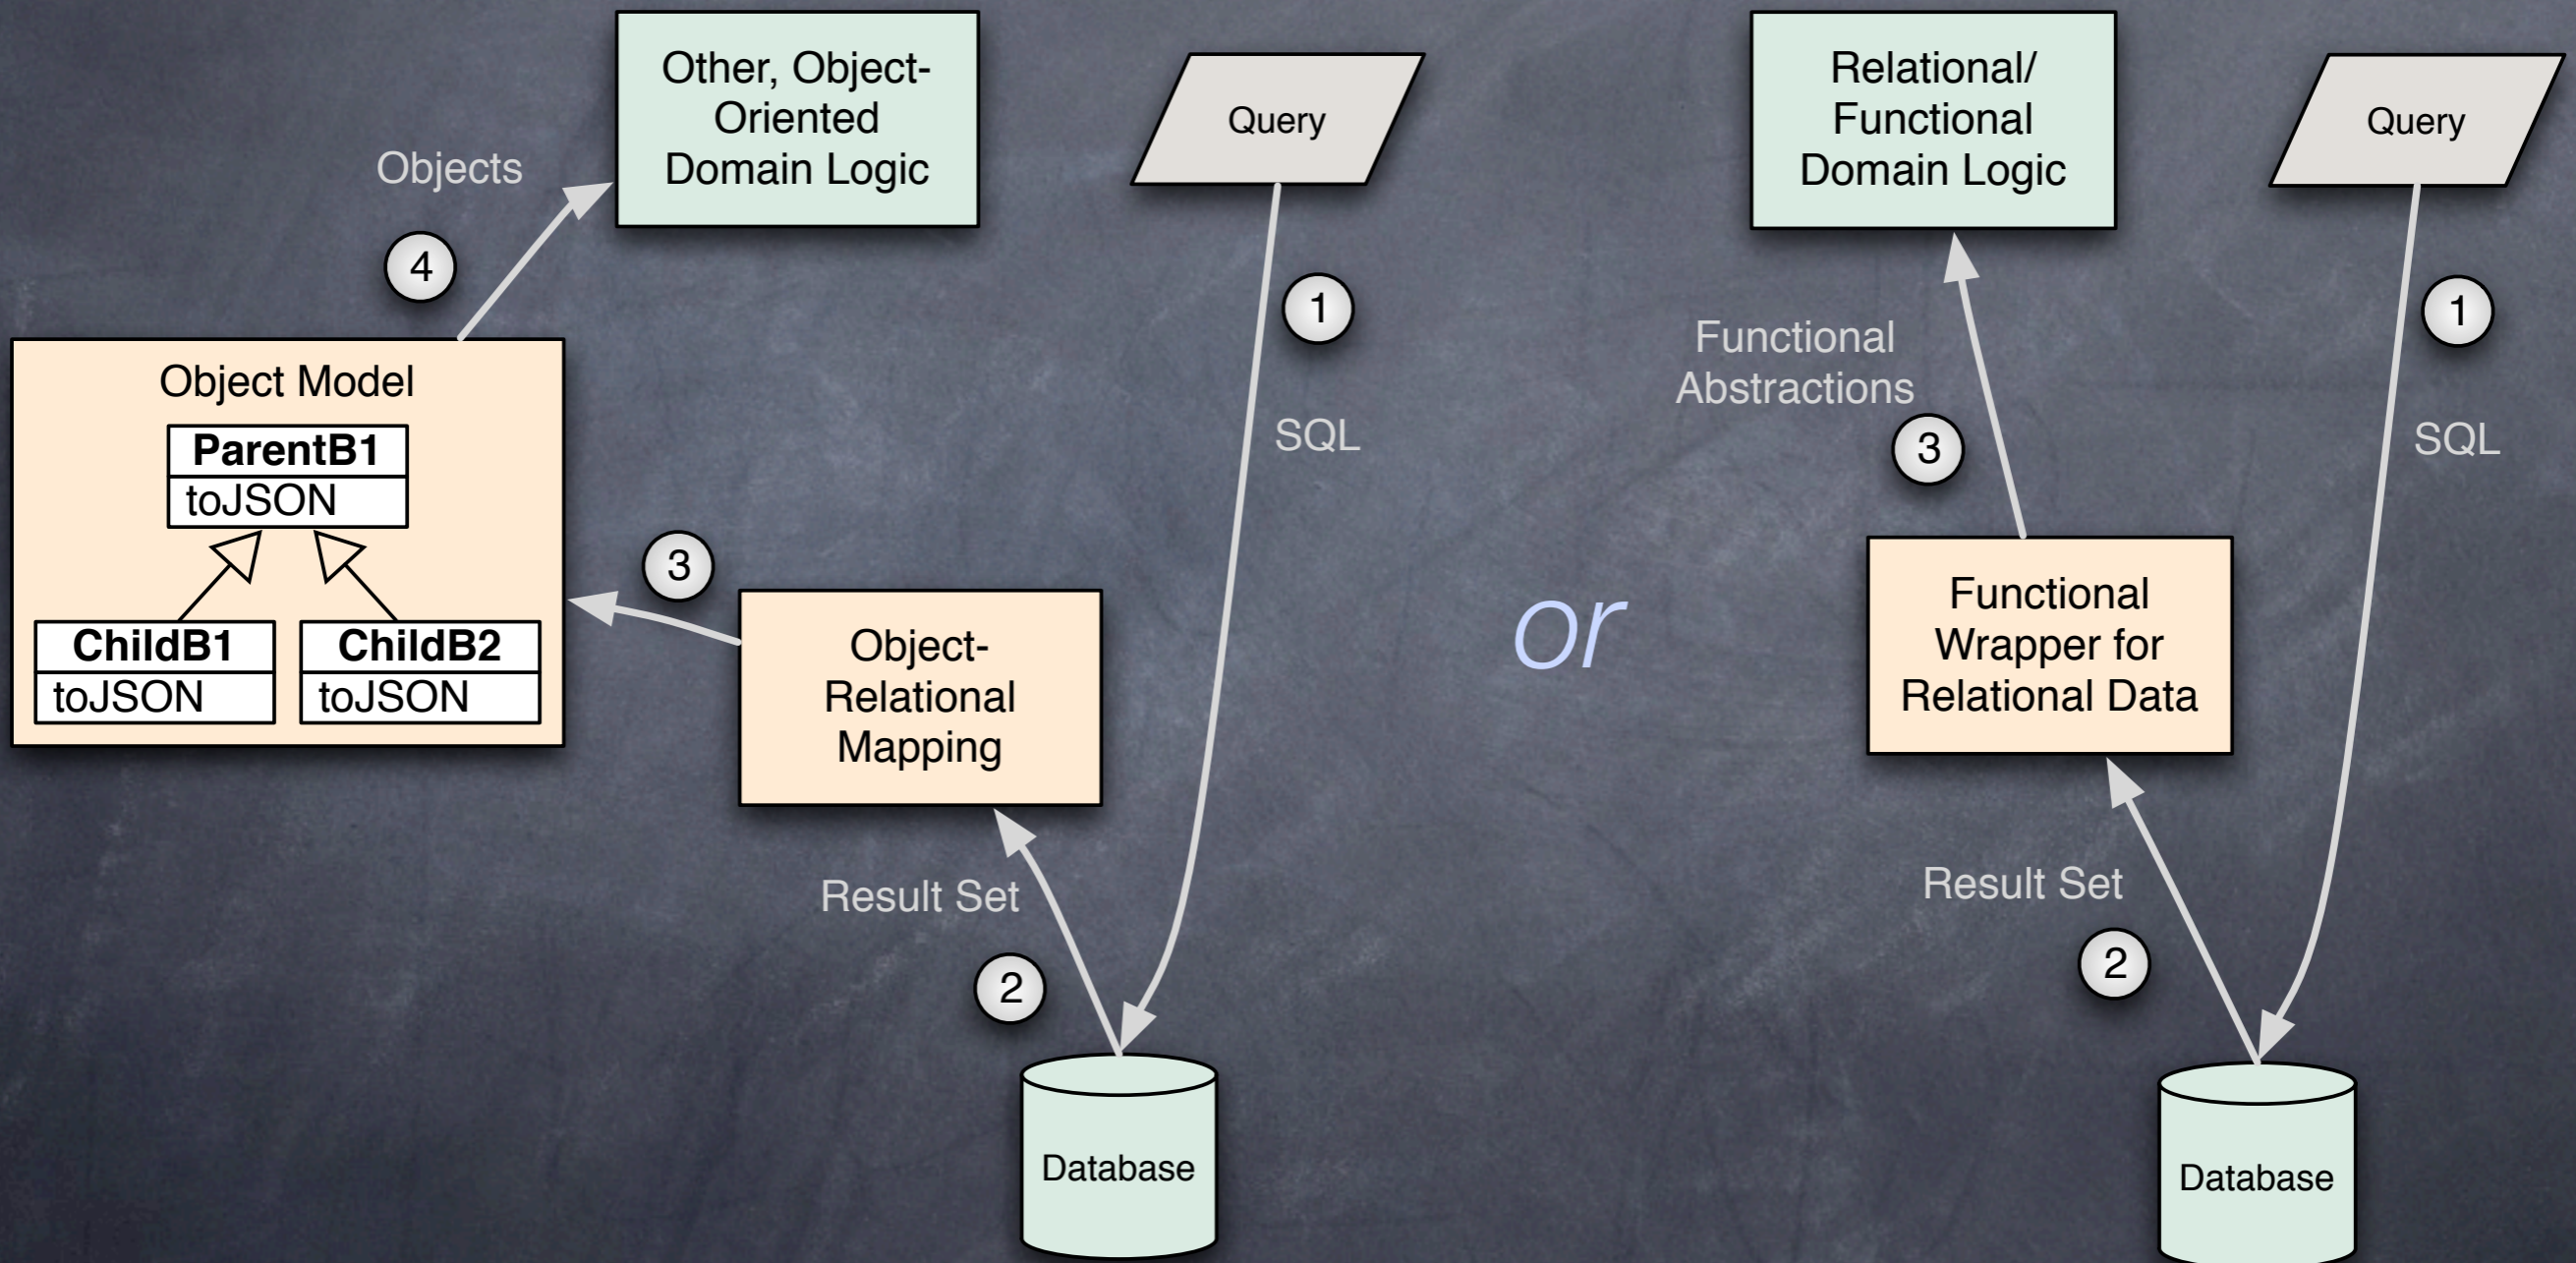 Other, Object-
Oriented
Domain Logic
Query
Objects
4
1
SQL
Object Model
ParentB1
toJSON
ChildB1
toJSON
ChildB2
toJSON
3
Object-
Relational
Mapping
Result Set
2
Database
or
Relational/
Functional
Domain Logic
Query
1
SQL
Functional
Abstractions
3
Functional
Wrapper for
Relational Data
Result Set
2
Database